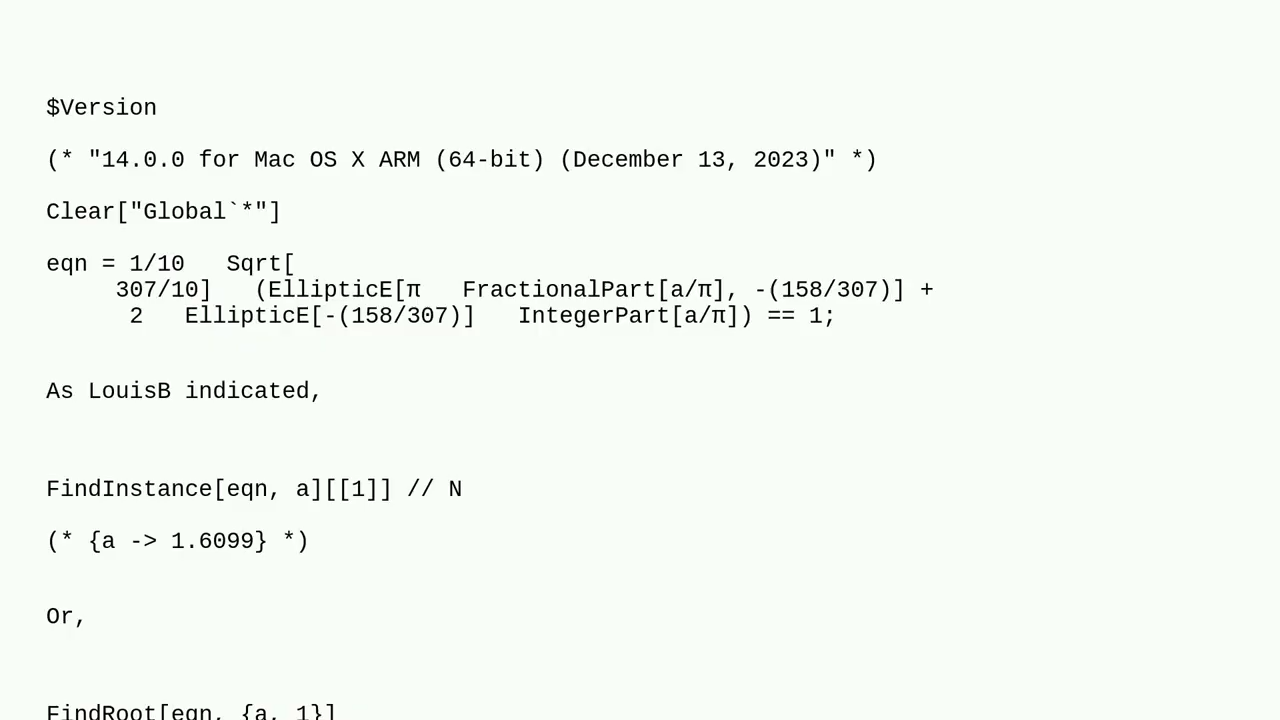 $Version
(* "14.0.0 for Mac OS X ARM (64-bit) (December 13, 2023)" *)
Clear["Global`*"]
eqn = 1/10   Sqrt[
     307/10]   (EllipticE[π   FractionalPart[a/π], -(158/307)] +
      2   EllipticE[-(158/307)]   IntegerPart[a/π]) == 1;
As LouisB indicated,
FindInstance[eqn, a][[1]] // N
(* {a -> 1.6099} *)
Or,
FindRoot[eqn, {a, 1}]